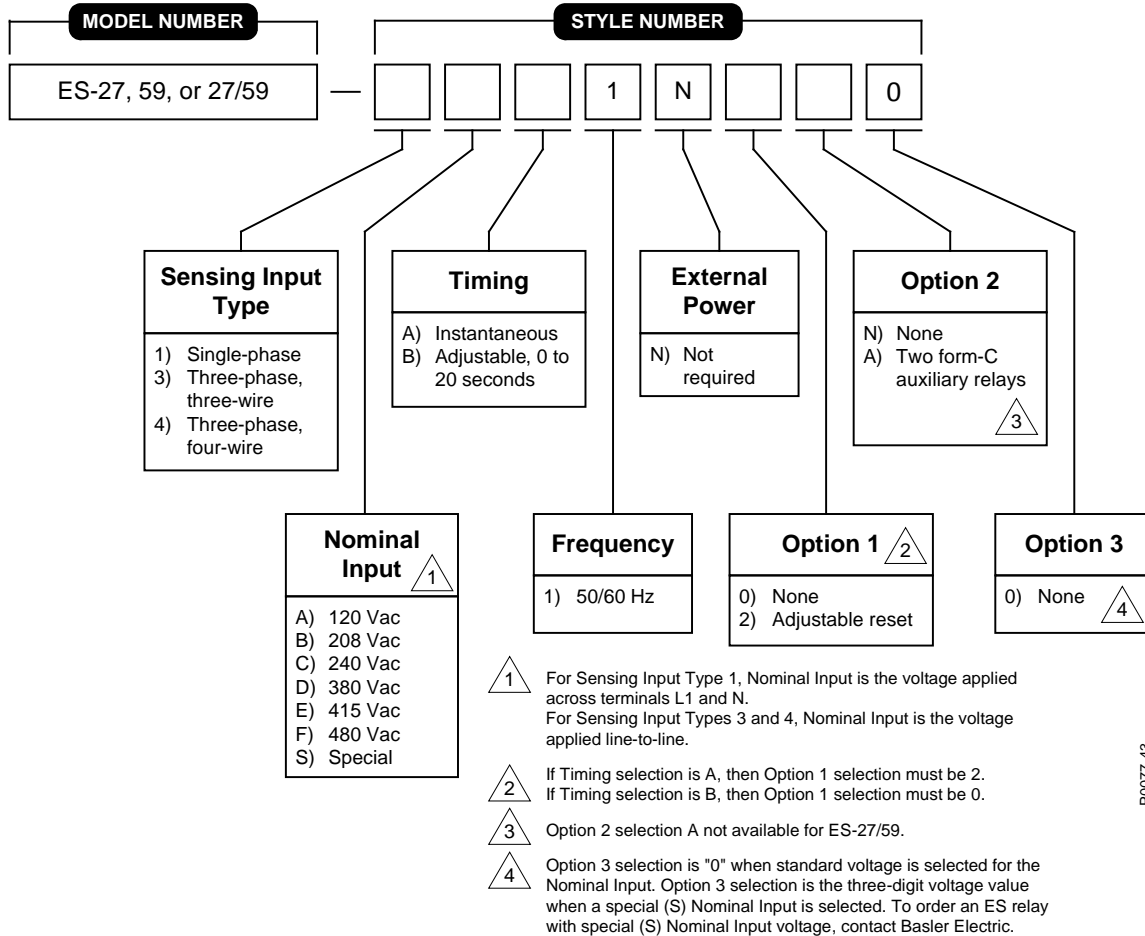 MODEL NUMBER
STYLE NUMBER
ES-27, 59, or 27/59 — 1 N 0
Sensing Input
Type
1) Single-phase
3) Three-phase,
three-wire
4) Three-phase,
four-wire
Timing
A) Instantaneous
B) Adjustable, 0 to
20 seconds
External
Power
N) Not
required
Option 2
N) None
A) Two form-C
auxiliary relays
3
Nominal
Input 1
A) 120 Vac
B) 208 Vac
C) 240 Vac
D) 380 Vac
E) 415 Vac
F) 480 Vac
S) Special
Frequency
1) 50/60 Hz
Option 1 2
0) None
2) Adjustable reset
Option 3
0) None 4
1 For Sensing Input Type 1, Nominal Input is the voltage applied
across terminals L1 and N.
For Sensing Input Types 3 and 4, Nominal Input is the voltage
applied line-to-line.
2 If Timing selection is A, then Option 1 selection must be 2.
If Timing selection is B, then Option 1 selection must be 0.
3 Option 2 selection A not available for ES-27/59.
4 Option 3 selection is "0" when standard voltage is selected for the
Nominal Input. Option 3 selection is the three-digit voltage value
when a special (S) Nominal Input is selected. To order an ES relay
with special (S) Nominal Input voltage, contact Basler Electric.